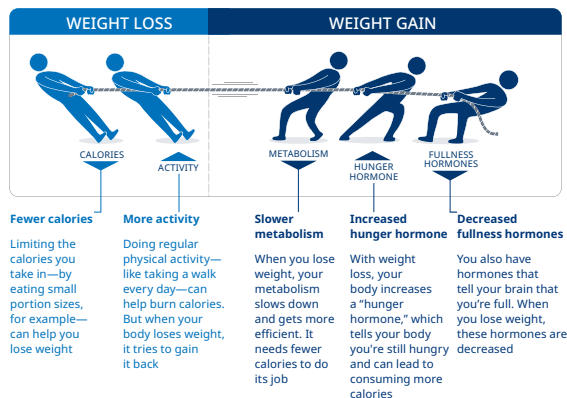 WEIGHT LOSS
WEIGHT GAIN
CALORIES
ACTIVITY
METABOLISM
HUNGER
HORMONE
FULLNESS
HORMONES
Fewer calories
Limiting the
calories you
take in—by
eating small
portion sizes,
for example—
can help you
lose weight
More activity
Doing regular
physical activity—
like taking a walk
every day—can
help burn calories.
But when your
body loses weight,
it tries to gain
it back
Slower
metabolism
When you lose
weight, your
metabolism
slows down
and gets more
efficient. It
needs fewer
calories to do
its job
Increased
hunger hormone
With weight
loss, your
body increases
a “hunger
hormone,” which
tells your body
you're still hungry
and can lead to
consuming more
calories
Decreased
fullness hormones
You also have
hormones that
tell your brain that
you’re full. When
you lose weight,
these hormones are
decreased